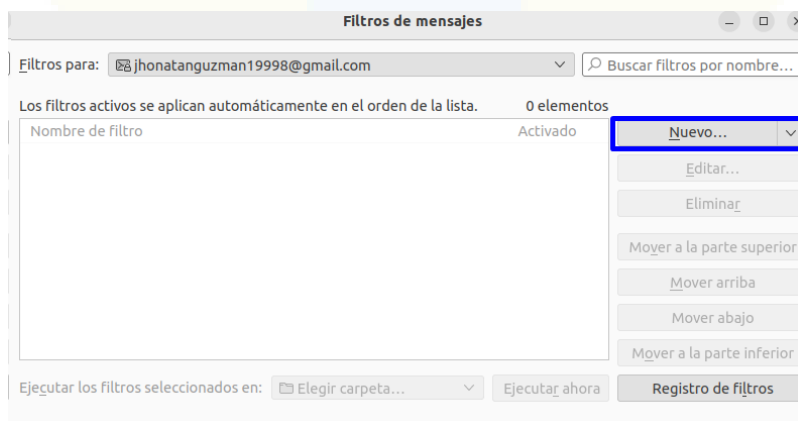 Filtros de mensajes
Filtros para: jhonatanguzman19998@gmail.com
Buscar filtros por nombre...
Los filtros activos se aplican automáticamente en el orden de la lista. 0 elementos
Nombre de filtro Activado
Nuevo...
Editar...
Eliminar
Mover a la parte superior
Mover arriba
Mover abajo
Mover a la parte inferior
Ejecutar los filtros seleccionados en: Elegir carpeta... Ejecutar ahora Registro de filtros